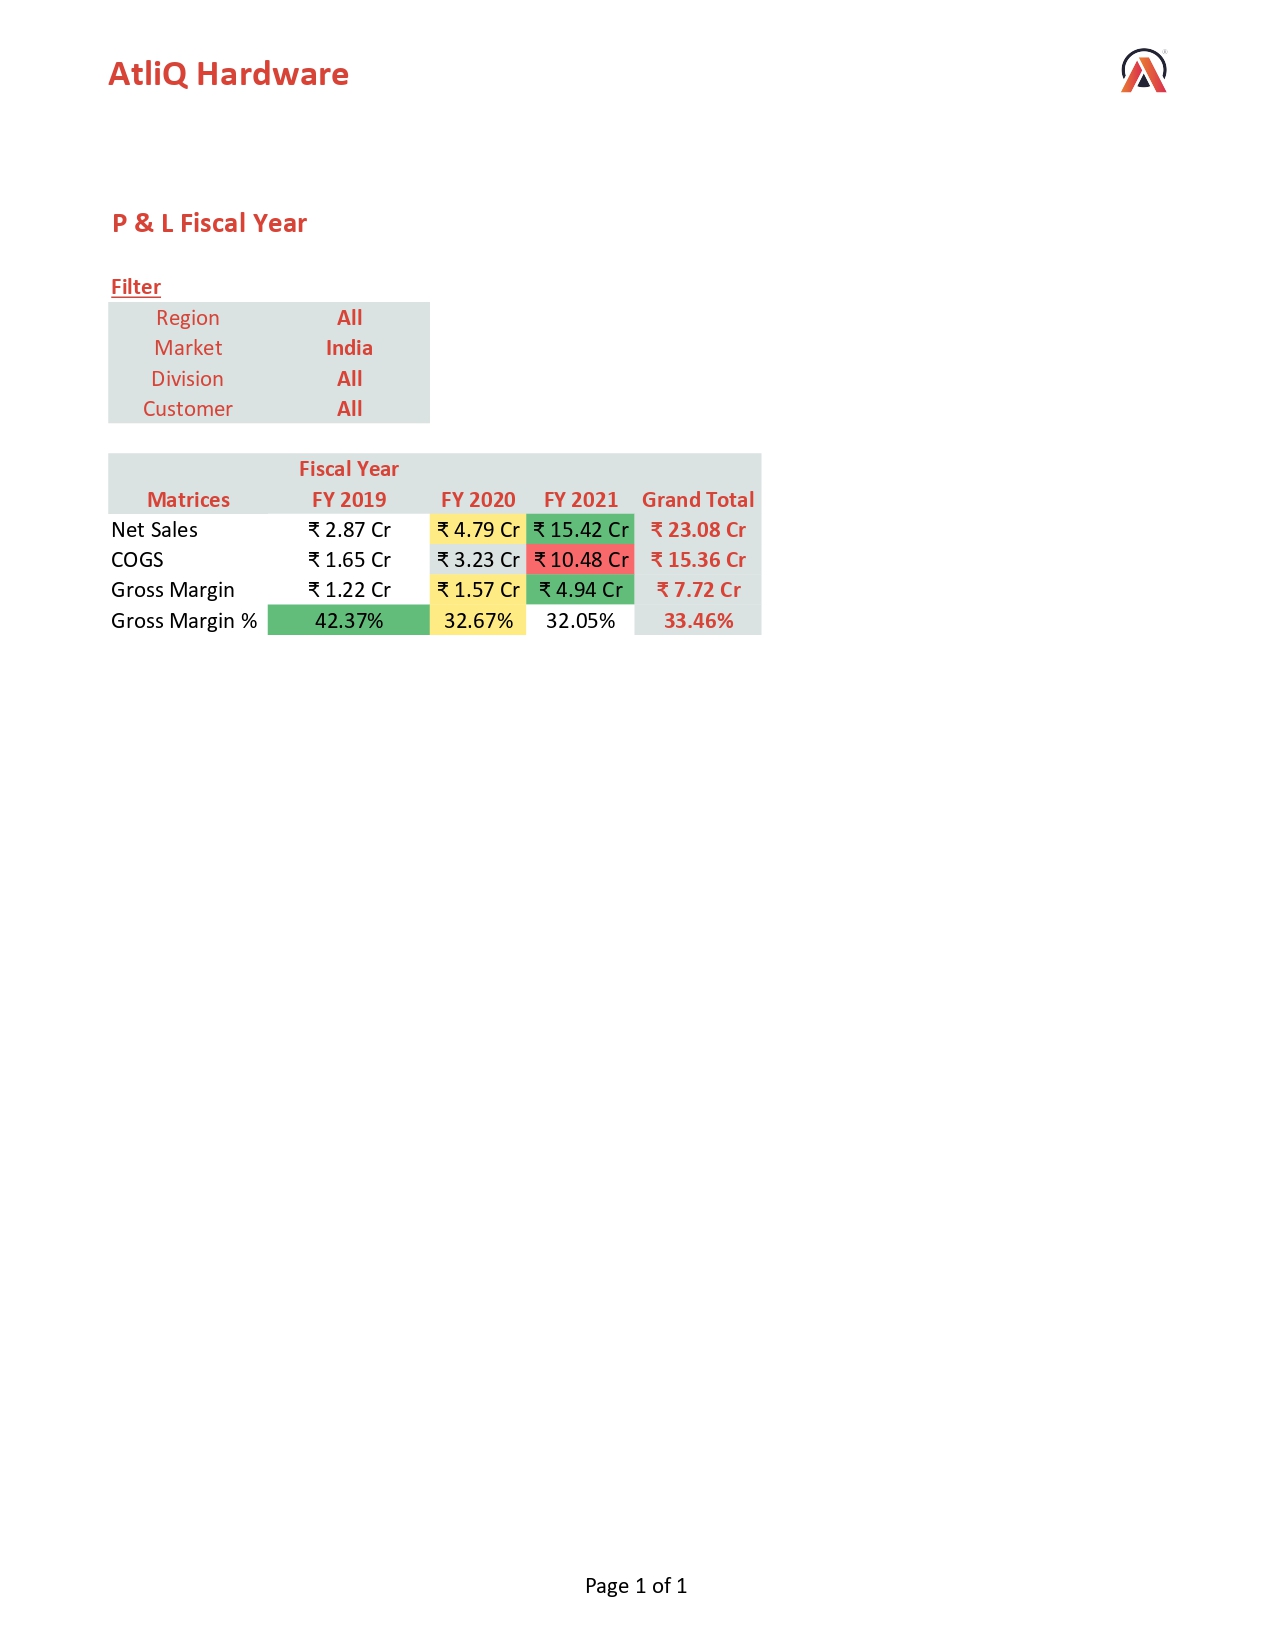 AtliQ Hardware
P & L Fiscal Year
Filter
Region All
Market India
Division All
Customer All
Fiscal Year
Matrices FY 2019 FY 2020 FY 2021 Grand Total
Net Sales ₹ 2.87 Cr ₹ 4.79 Cr ₹ 15.42 Cr ₹ 23.08 Cr
COGS ₹ 1.65 Cr ₹ 3.23 Cr ₹ 10.48 Cr ₹ 15.36 Cr
Gross Margin ₹ 1.22 Cr ₹ 1.57 Cr ₹ 4.94 Cr ₹ 7.72 Cr
Gross Margin % 42.37% 32.67% 32.05% 33.46%
Page 1 of 1